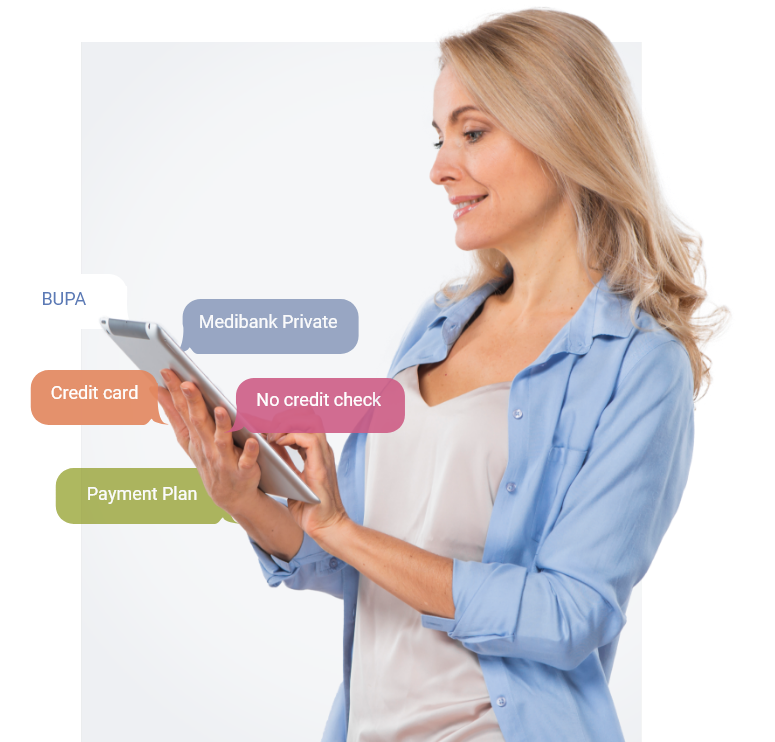 BUPA
Medibank Private
Credit card
No credit check
Payment Plan